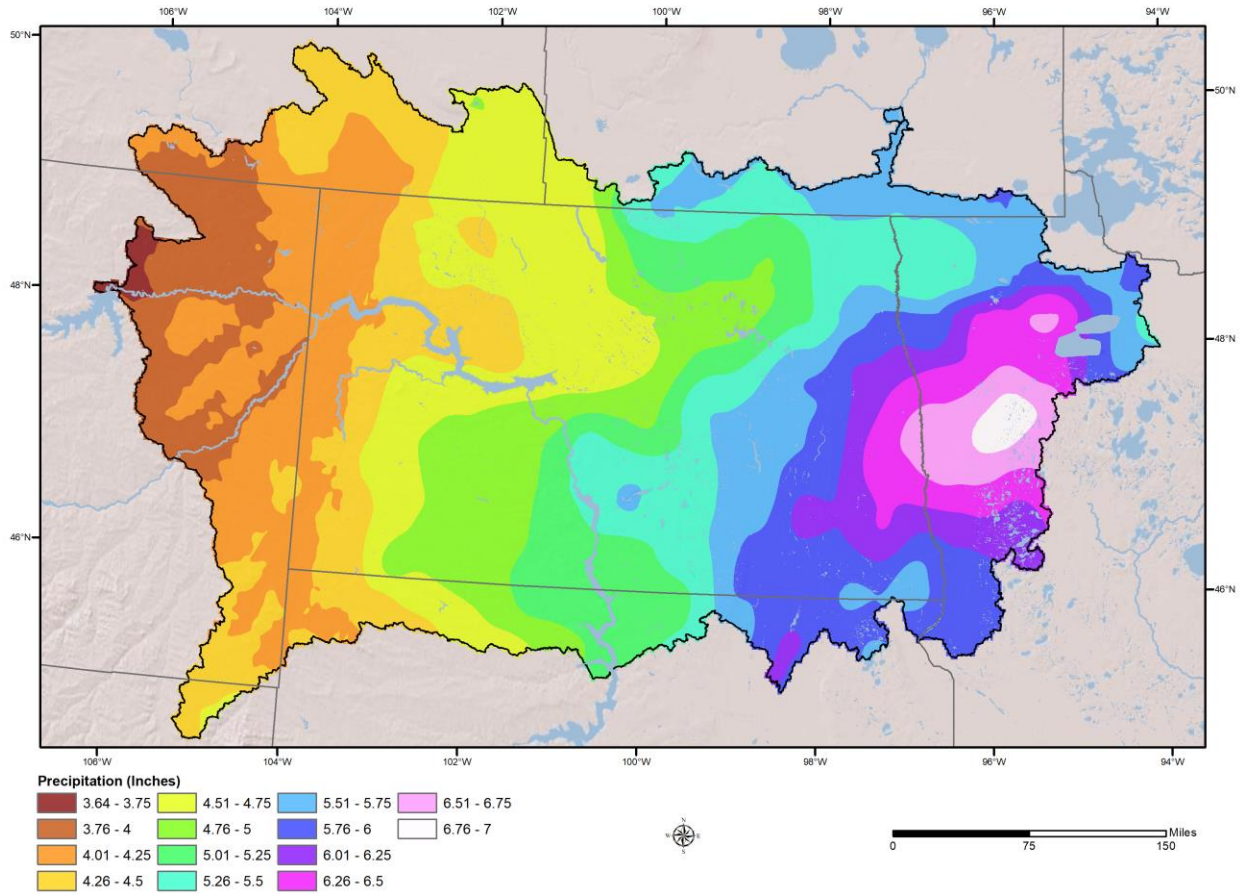 106°W 104°W 102°W 100°W 98°W 96°W 94°W
50°N 50°N
48°N 48°N
46°N 46°N
106°W 104°W 102°W 100°W 98°W 96°W 94°W
Precipitation (Inches)
3.64 - 3.75 4.51 - 4.75 5.51 - 5.75 6.51 - 6.75
3.76 - 4 4.76 - 5 5.76 - 6 6.76 - 7
4.01 - 4.25 5.01 - 5.25 6.01 - 6.25
4.26 - 4.5 5.26 - 5.5 6.26 - 6.5
N
W E
S
Miles
0 75 150